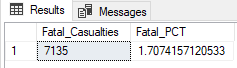 Results Messages
Fatal_Casualties Fatal_PCT
1 7135 1.7074157120533